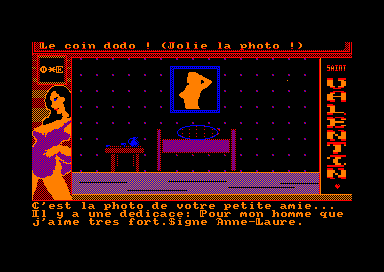 Le coin dodo ! (Jolie la photo !)
O*E
SAINT
VALENTIN
C'est la photo de votre petite amie...
Il y a une dedicace: Pour mon homme que
j'aime tres fort.Signe Anne-Laure.